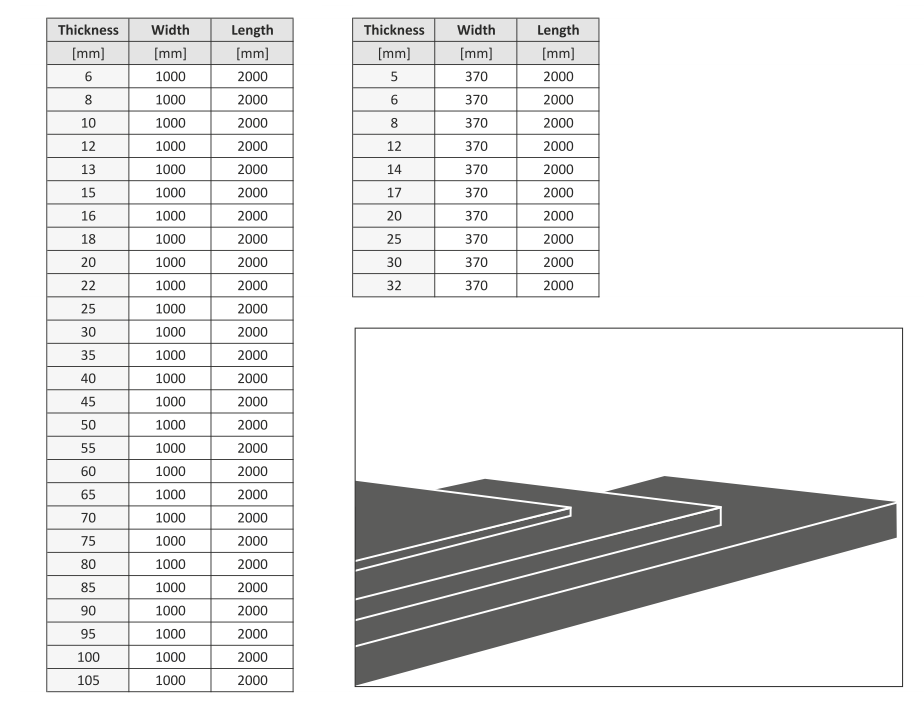 Thickness Width Length
[mm] [mm] [mm]
6 1000 2000
8 1000 2000
10 1000 2000
12 1000 2000
13 1000 2000
15 1000 2000
16 1000 2000
18 1000 2000
20 1000 2000
22 1000 2000
25 1000 2000
30 1000 2000
35 1000 2000
40 1000 2000
45 1000 2000
50 1000 2000
55 1000 2000
60 1000 2000
65 1000 2000
70 1000 2000
75 1000 2000
80 1000 2000
85 1000 2000
90 1000 2000
95 1000 2000
100 1000 2000
105 1000 2000
Thickness Width Length
[mm] [mm] [mm]
5 370 2000
6 370 2000
8 370 2000
12 370 2000
14 370 2000
17 370 2000
20 370 2000
25 370 2000
30 370 2000
32 370 2000